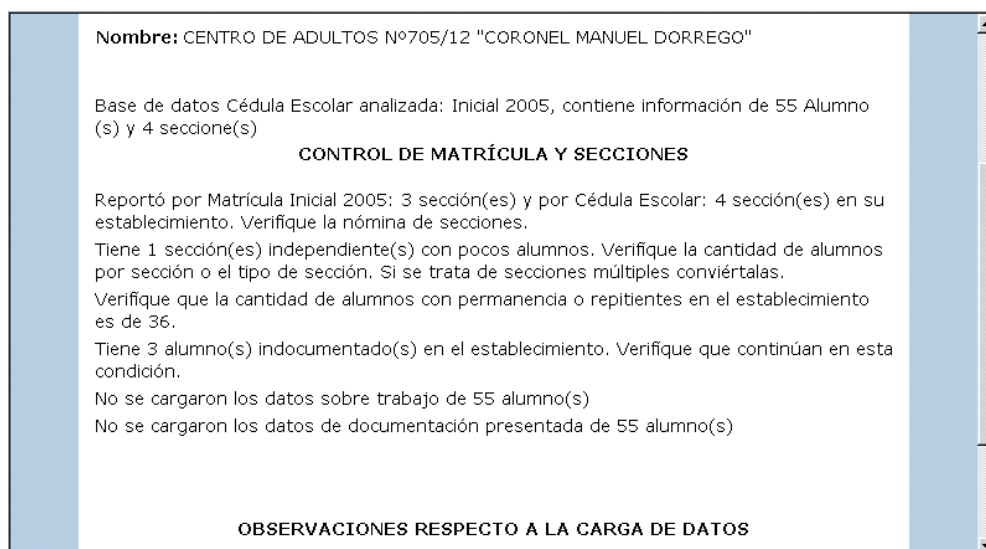 Nombre: CENTRO DE ADULTOS Nº705/12 "CORONEL MANUEL DORREGO"
Base de datos Cédula Escolar analizada: Inicial 2005, contiene información de 55 Alumno
(s) y 4 seccione(s)
CONTROL DE MATRÍCULA Y SECCIONES
Reportó por Matrícula Inicial 2005: 3 sección(es) y por Cédula Escolar: 4 sección(es) en su
establecimiento. Verifíque la nómina de secciones.
Tiene 1 sección(es) independiente(s) con pocos alumnos. Verifíque la cantidad de alumnos
por sección o el tipo de sección. Si se trata de secciones múltiples conviértalas.
Verifíque que la cantidad de alumnos con permanencia o repitientes en el establecimiento
es de 36.
Tiene 3 alumno(s) indocumentado(s) en el establecimiento. Verifíque que continúan en esta
condición.
No se cargaron los datos sobre trabajo de 55 alumno(s)
No se cargaron los datos de documentación presentada de 55 alumno(s)
OBSERVACIONES RESPECTO A LA CARGA DE DATOS